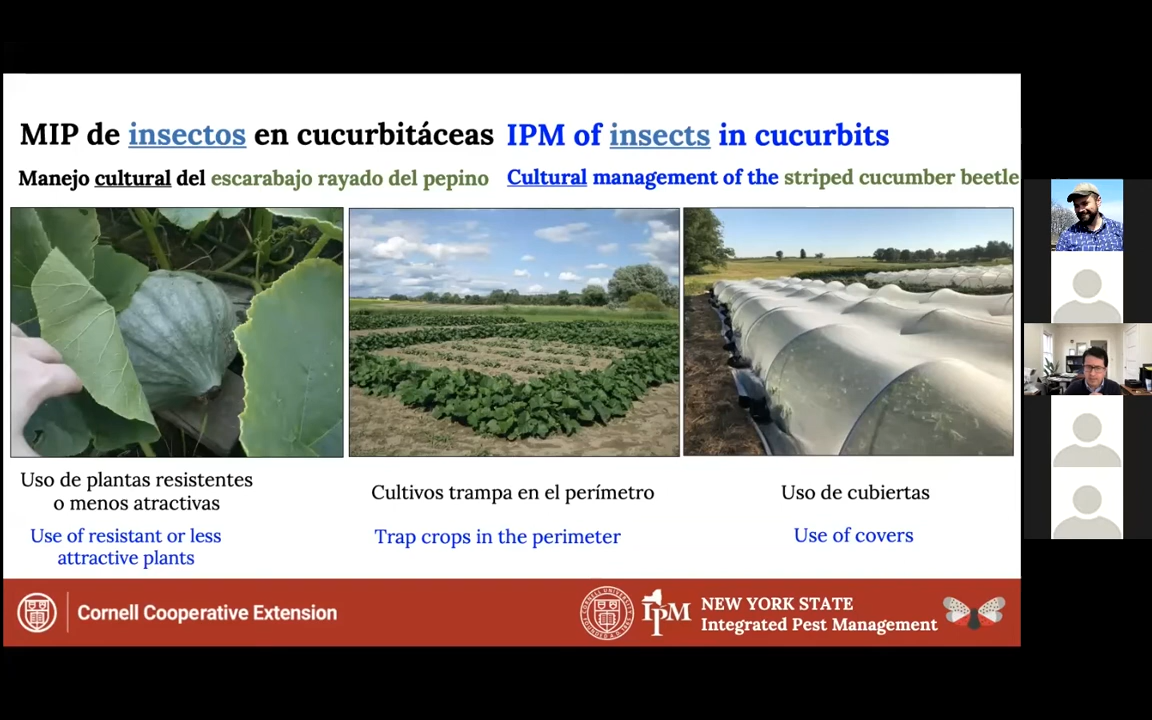 MIP de insectos en cucurbitáceas
IPM of insects in cucurbits
Manejo cultural del escarabajo rayado del pepino
Cultural management of the striped cucumber beetle
Uso de plantas resistentes
o menos atractivas
Use of resistant or less
attractive plants
Cultivos trampa en el perímetro
Trap crops in the perimeter
Uso de cubiertas
Use of covers
Cornell Cooperative Extension
IPM
NEW YORK STATE
Integrated Pest Management